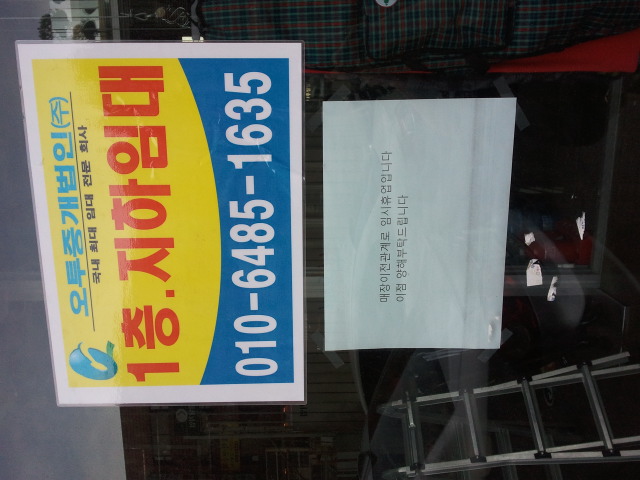 오투중개법인(주)
국내 최대 임대 전문 회사
1층.지하임대
010-6485-1635
매장이전관계로 임시휴업입니다
이점 양해부탁드립니다